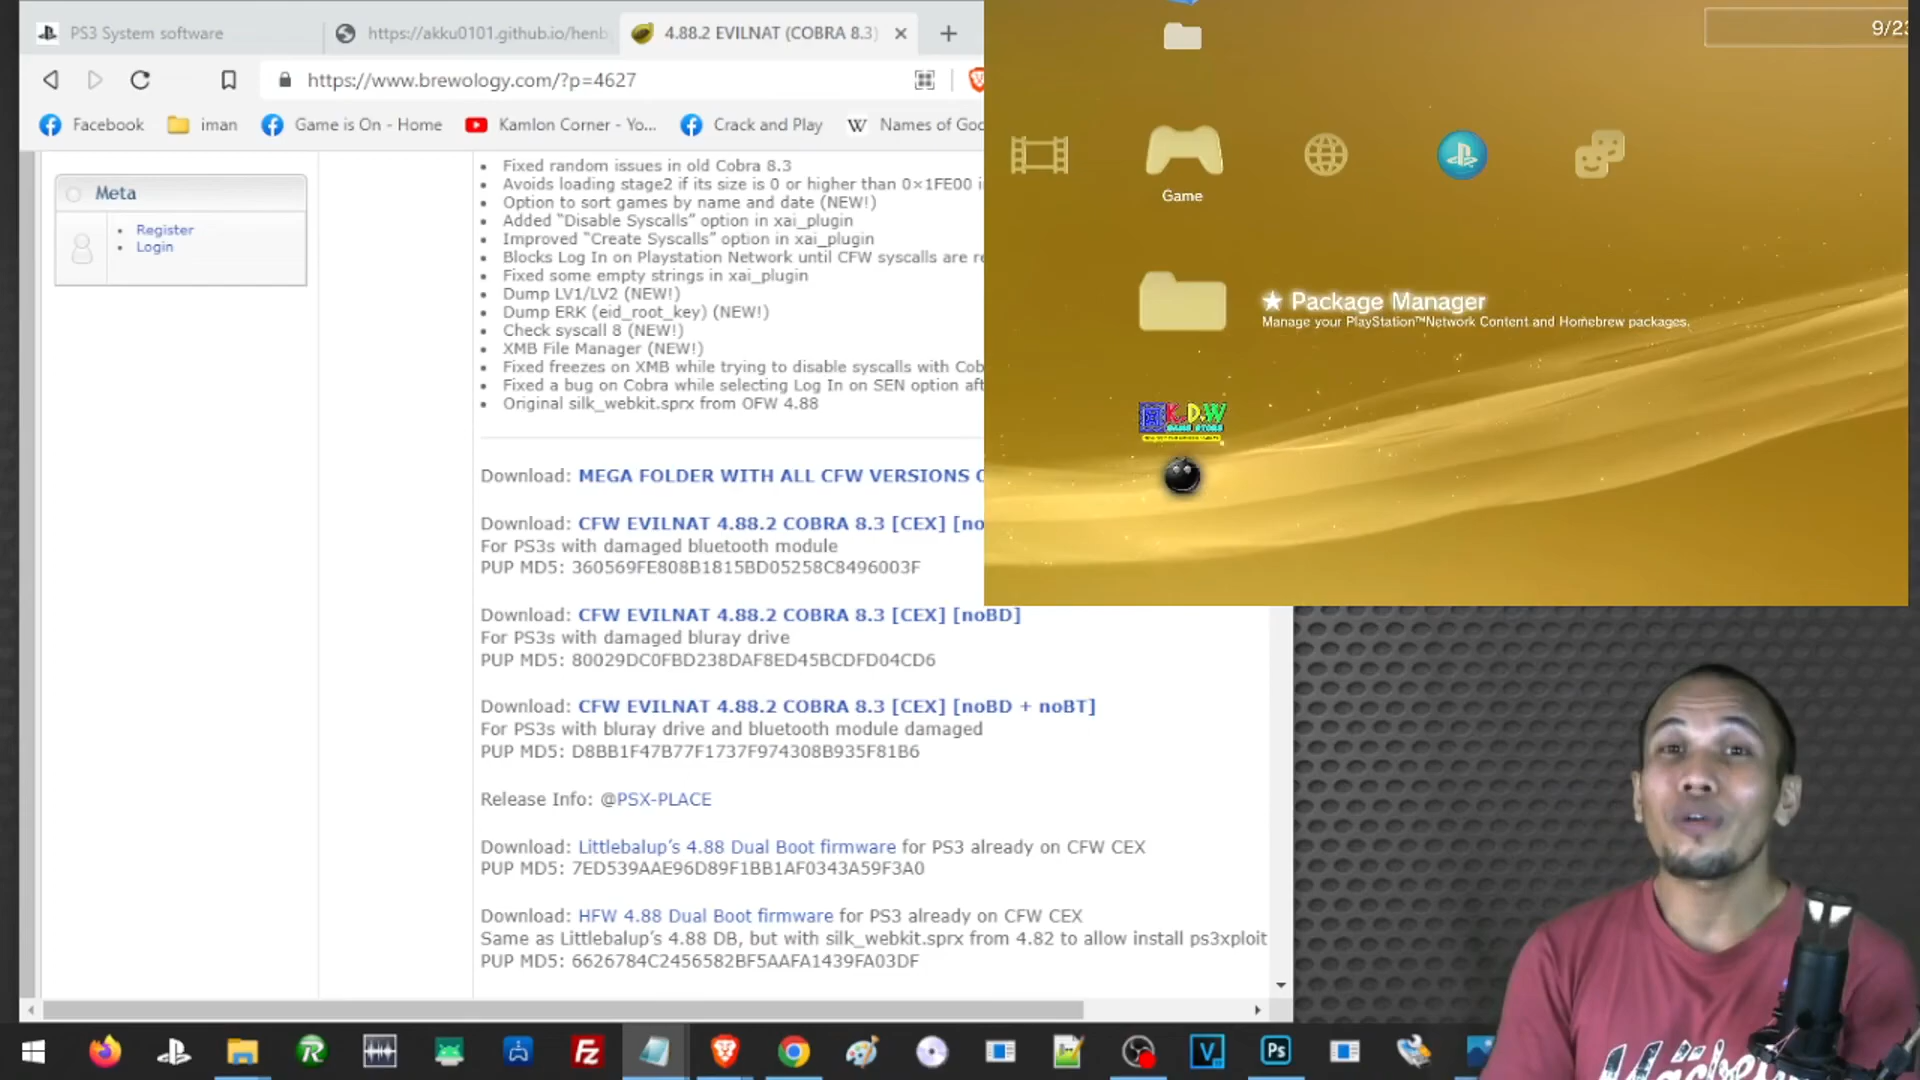 PS3 System software
https://akku0101.github.io/henb
4.88.2 EVILNAT (COBRA 8.3)
https://www.brewology.com/?p=4627
Facebook
iman
Game is On - Home
Kamlon Corner - Yo...
Crack and Play
Names of Goo
Meta
Register
Login
Fixed random issues in old Cobra 8.3
Avoids loading stage2 if its size is 0 or higher than 0×1FE00 i
Option to sort games by name and date (NEW!)
Added “Disable Syscalls” option in xai_plugin
Improved “Create Syscalls” option in xai_plugin
Blocks Log In on Playstation Network until CFW syscalls are re
Fixed some empty strings in xai_plugin
Dump LV1/LV2 (NEW!)
Dump ERK (eid_root_key) (NEW!)
Check syscall 8 (NEW!)
XMB File Manager (NEW!)
Fixed freezes on XMB while trying to disable syscalls with Cob
Fixed a bug on Cobra while selecting Log In on SEN option aft
Original silk_webkit.sprx from OFW 4.88
Download: MEGA FOLDER WITH ALL CFW VERSIONS
Download: CFW EVILNAT 4.88.2 COBRA 8.3 [CEX] [no
For PS3s with damaged bluetooth module
PUP MD5: 360569FE808B1815BD05258C8496003F
Download: CFW EVILNAT 4.88.2 COBRA 8.3 [CEX] [noBD]
For PS3s with damaged bluray drive
PUP MD5: 80029DC0FBD238DAF8ED45BCDFD04CD6
Download: CFW EVILNAT 4.88.2 COBRA 8.3 [CEX] [noBD + noBT]
For PS3s with bluray drive and bluetooth module damaged
PUP MD5: D8BB1F47B77F1737F974308B935F81B6
Release Info: @PSX-PLACE
Download: Littlebalup’s 4.88 Dual Boot firmware for PS3 already on CFW CEX
PUP MD5: 7ED539AAE96D89F1BB1AF0343A59F3A0
Download: HFW 4.88 Dual Boot firmware for PS3 already on CFW CEX
Same as Littlebalup’s 4.88 DB, but with silk_webkit.sprx from 4.82 to allow install ps3xploit
PUP MD5: 6626784C2456582BF5AAFA1439FA03DF
9/23
Game
★ Package Manager
Manage your PlayStation™Network Content and Homebrew packages.
K.D.W
GAME STORE